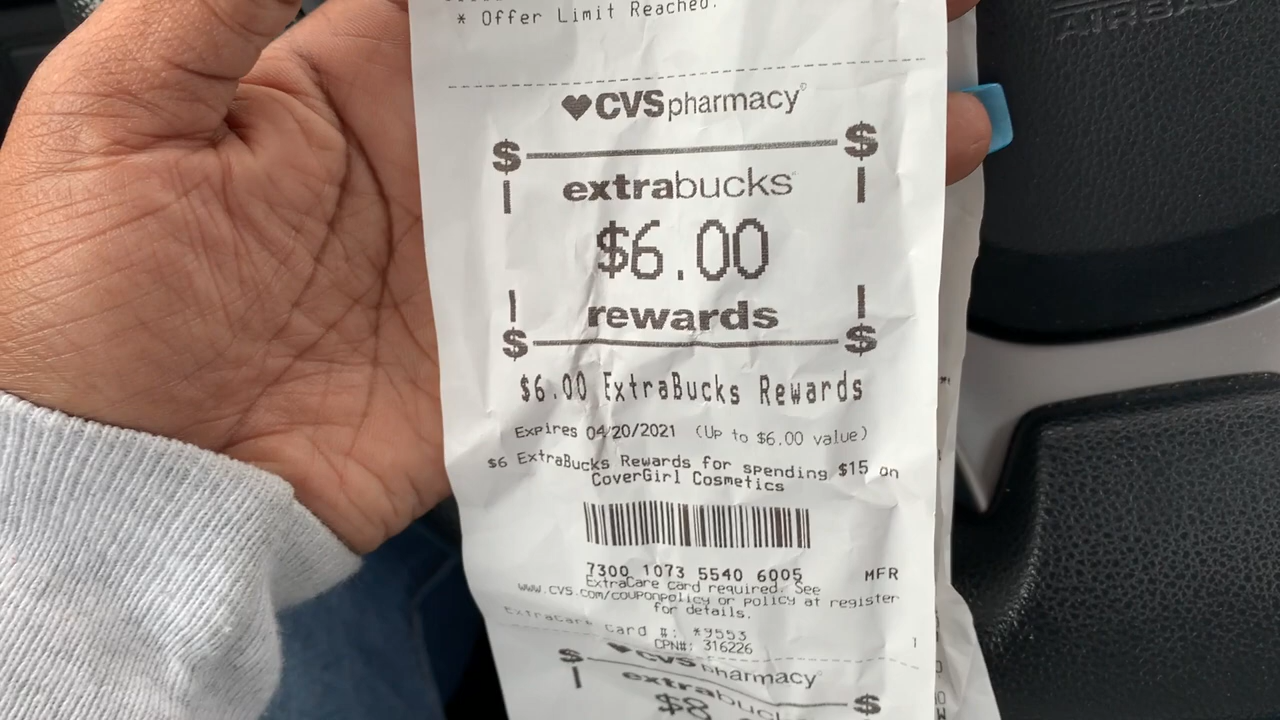 * Offer Limit Reached.
CVS pharmacy
$ $
extrabucks
$6.00
rewards
$ $
$6.00 ExtraBucks Rewards
Expires 04/20/2021 (Up to $6.00 value)
$6 ExtraBucks Rewards for spending $15 on
CoverGirl Cosmetics
7300 1073 5540 6005 MFR
ExtraCare card required. See
www.cvs.com/couponpolicy or policy at register
for details.
ExtraCare Card #: *9553
CPN#: 316226 1
CVS pharmacy
$ $
extrabucks
AIRBAG